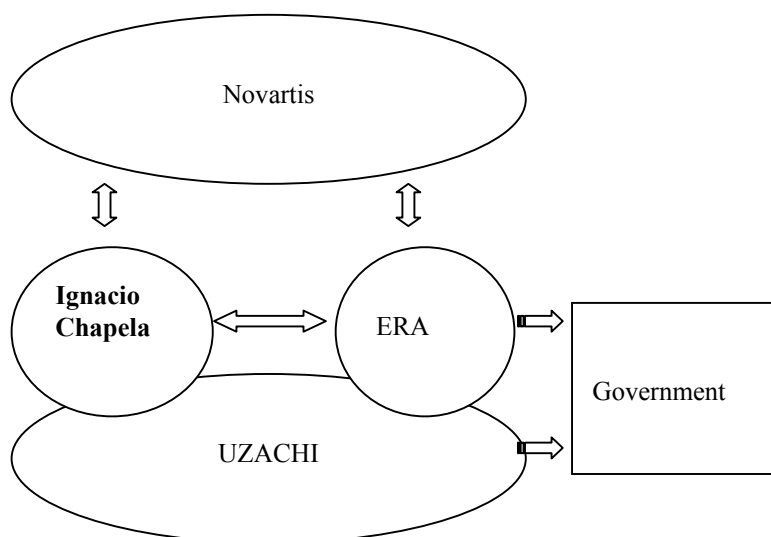 Novartis
Ignacio
Chapela
ERA
Government
UZACHI